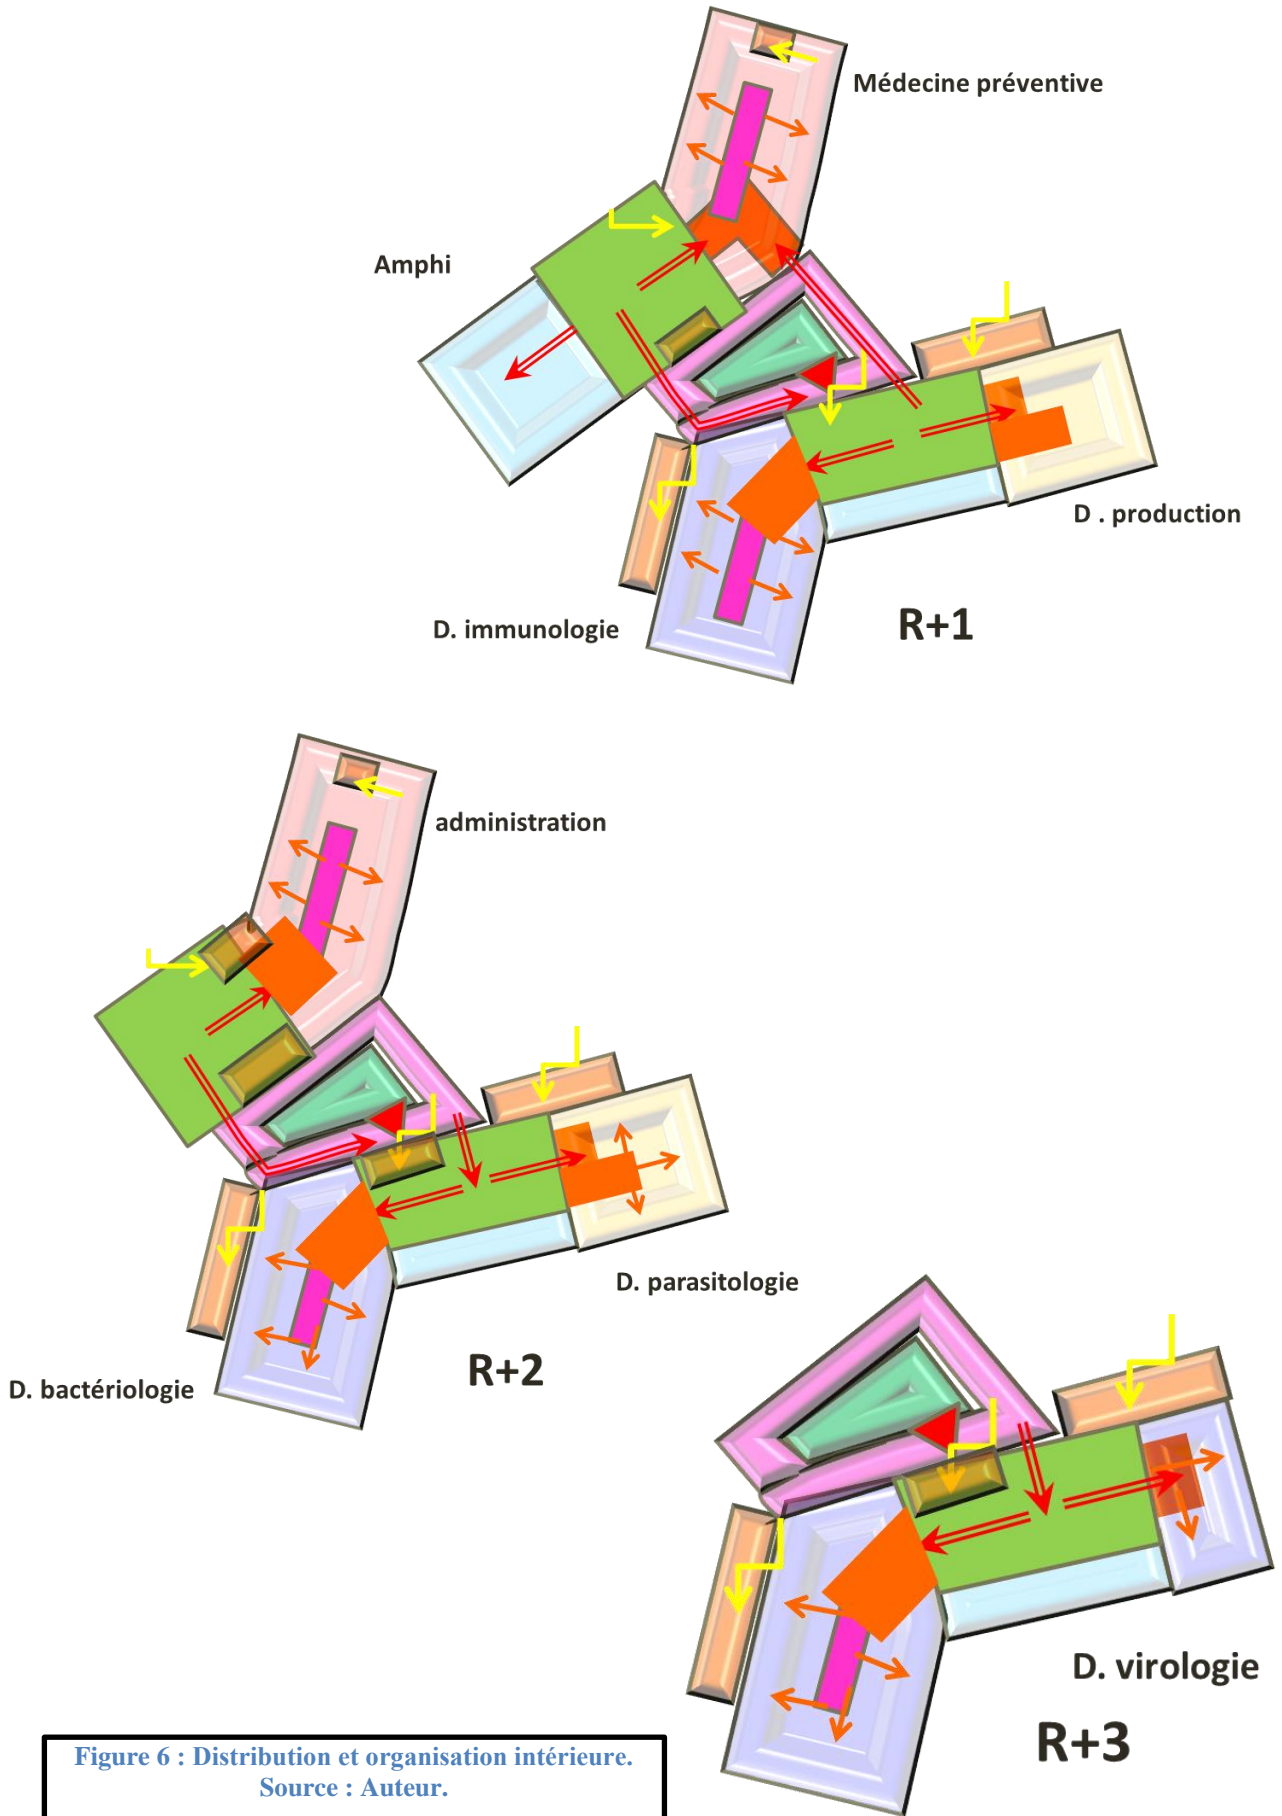 Médecine préventive
Amphi
D . production
D. immunologie
R+1
administration
D. parasitologie
R+2
D. bactériologie
D. virologie
R+3
Figure 6 : Distribution et organisation intérieure.
Source : Auteur.